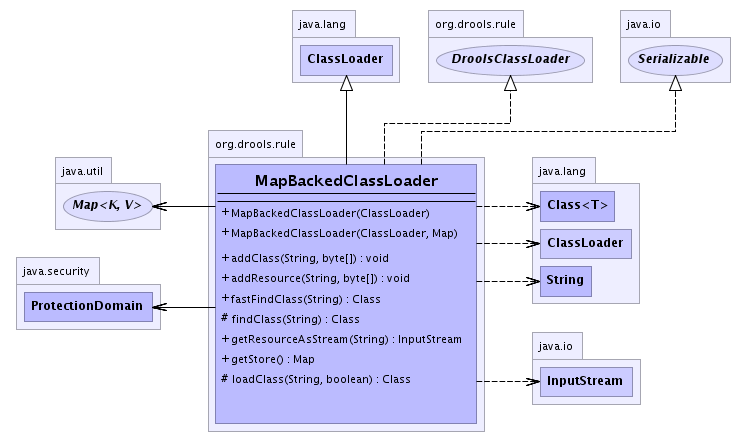 java.lang
ClassLoader
org.drools.rule
DroolsClassLoader
java.io
Serializable
java.util
Map<K, V>
java.security
ProtectionDomain
org.drools.rule
MapBackedClassLoader
+ MapBackedClassLoader(ClassLoader)
+ MapBackedClassLoader(ClassLoader, Map)
+ addClass(String, byte[]) : void
+ addResource(String, byte[]) : void
+ fastFindClass(String) : Class
# findClass(String) : Class
+ getResourceAsStream(String) : InputStream
+ getStore() : Map
# loadClass(String, boolean) : Class
java.lang
Class<T>
ClassLoader
String
java.io
InputStream